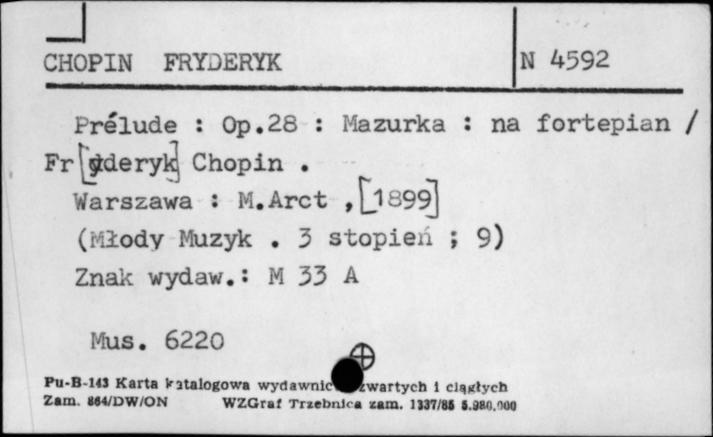 CHOPIN FRYDERYK
N 4592
Prélude : Op.28 : Mazurka : na fortepian /
Fr[yderyk] Chopin .
Warszawa : M.Arct ,[1899]
(Młody Muzyk . 3 stopień ; 9)
Znak wydaw.: M 33 A
Mus. 6220
Pu-B-143 Karta katalogowa wydawnic zwartych i ciągłych
Zam. 864/DW/ON WZGraf Trzebnica zam. 1337/85 5.980.000